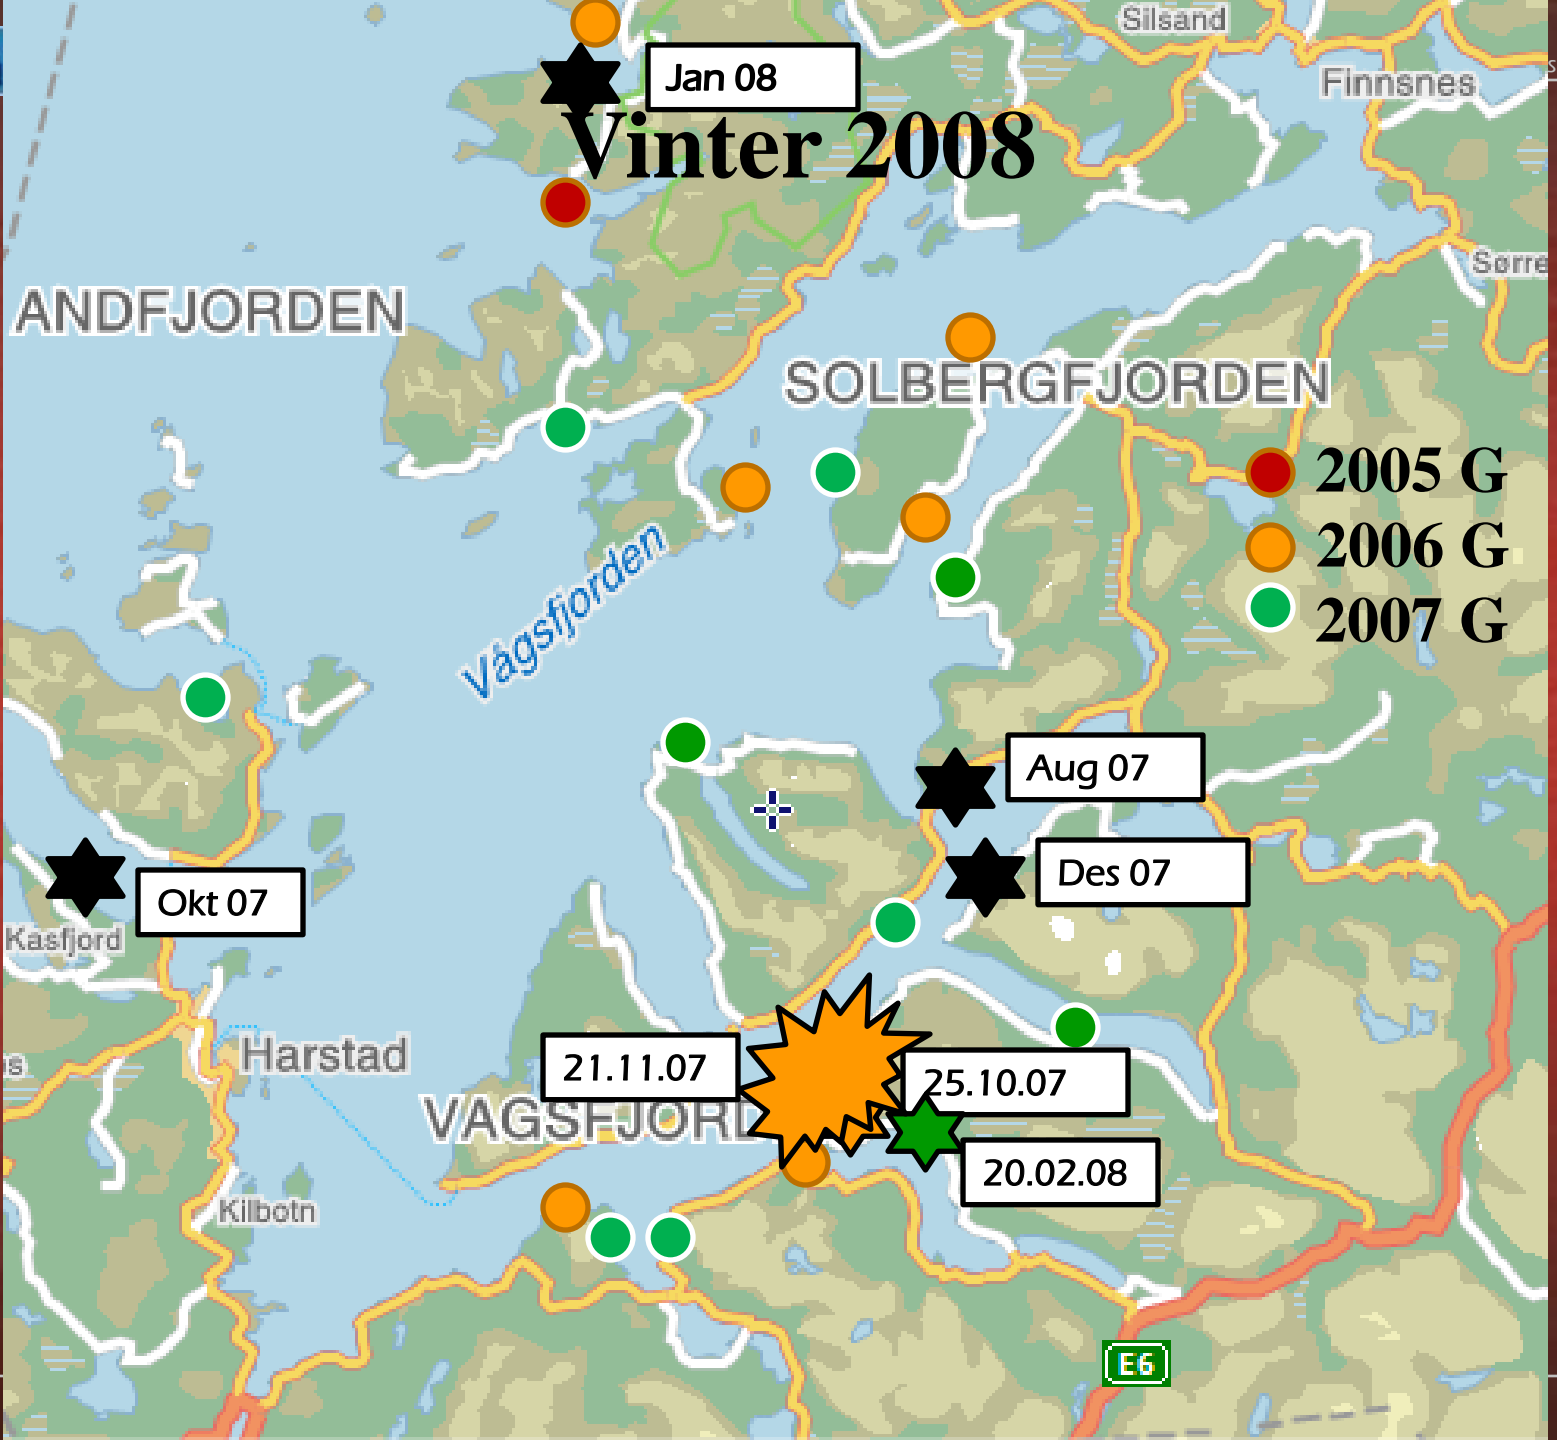 Silsand
Jan 08
Finnsnes
Vinter 2008
Sørre
ANDFJORDEN
SOLBERGFJORDEN
2005 G
2006 G
2007 G
Vågsfjorden
Aug 07
Des 07
Okt 07
Kasfjord
Harstad
21.11.07
25.10.07
VAGSFJORD
20.02.08
Kilbotn
E6